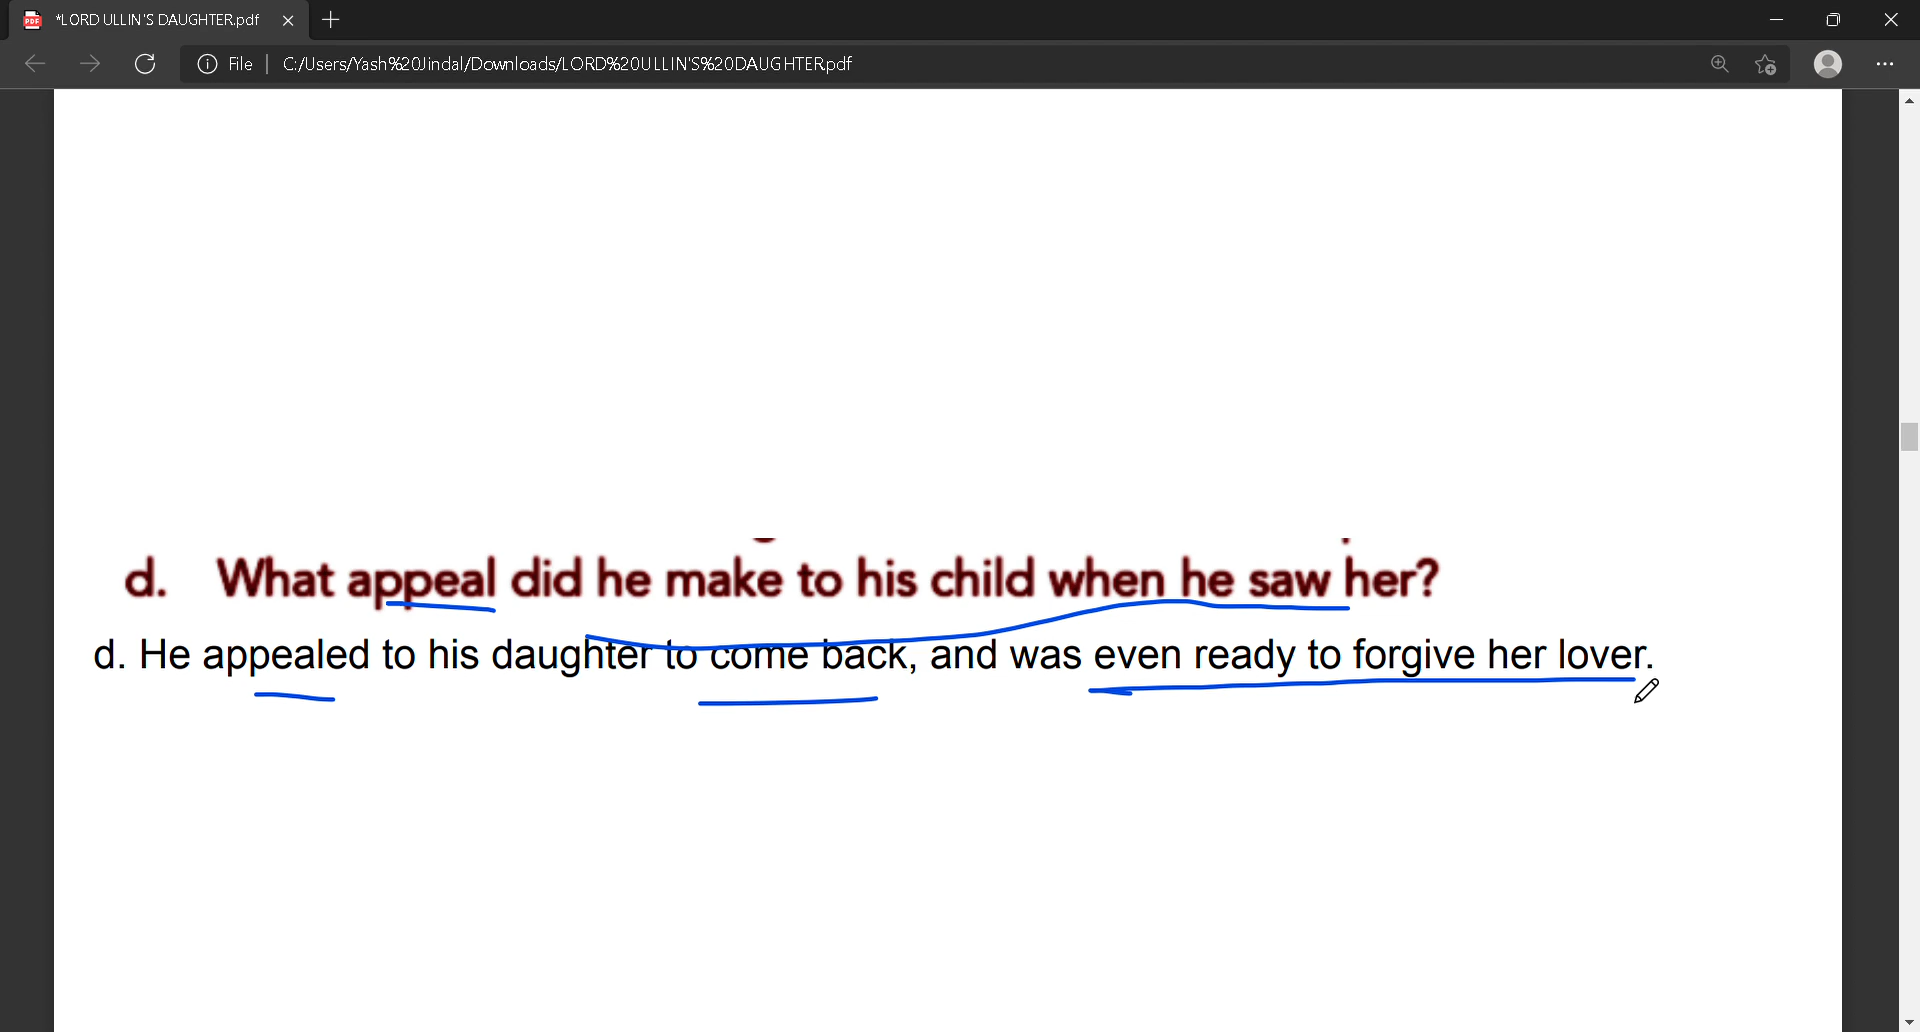 *LORD ULLIN'S DAUGHTER.pdf
File
C:/Users/Yash%20Jindal/Downloads/LORD%20ULLIN'S%20DAUGHTER.pdf
d. What appeal did he make to his child when he saw her?
d. He appealed to his daughter to come back, and was even ready to forgive her lover.